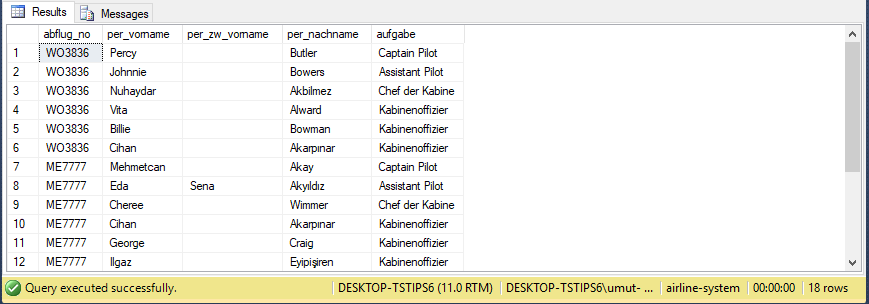 Results Messages
abflug_no per_vorname per_zw_vorname per_nachname aufgabe
1 WO3836 Percy Butler Captain Pilot
2 WO3836 Johnnie Bowers Assistant Pilot
3 WO3836 Nuhaydar Akbilmez Chef der Kabine
4 WO3836 Vita Alward Kabinenoffizier
5 WO3836 Billie Bowman Kabinenoffizier
6 WO3836 Cihan Akarpınar Kabinenoffizier
7 ME7777 Mehmetcan Akay Captain Pilot
8 ME7777 Eda Sena Akyıldız Assistant Pilot
9 ME7777 Cheree Wimmer Chef der Kabine
10 ME7777 Cihan Akarpınar Kabinenoffizier
11 ME7777 George Craig Kabinenoffizier
12 ME7777 Ilgaz Eyipişiren Kabinenoffizier
Query executed successfully. DESKTOP-TSTIPS6 (11.0 RTM) DESKTOP-TSTIPS6\umut- ... airline-system 00:00:00 18 rows